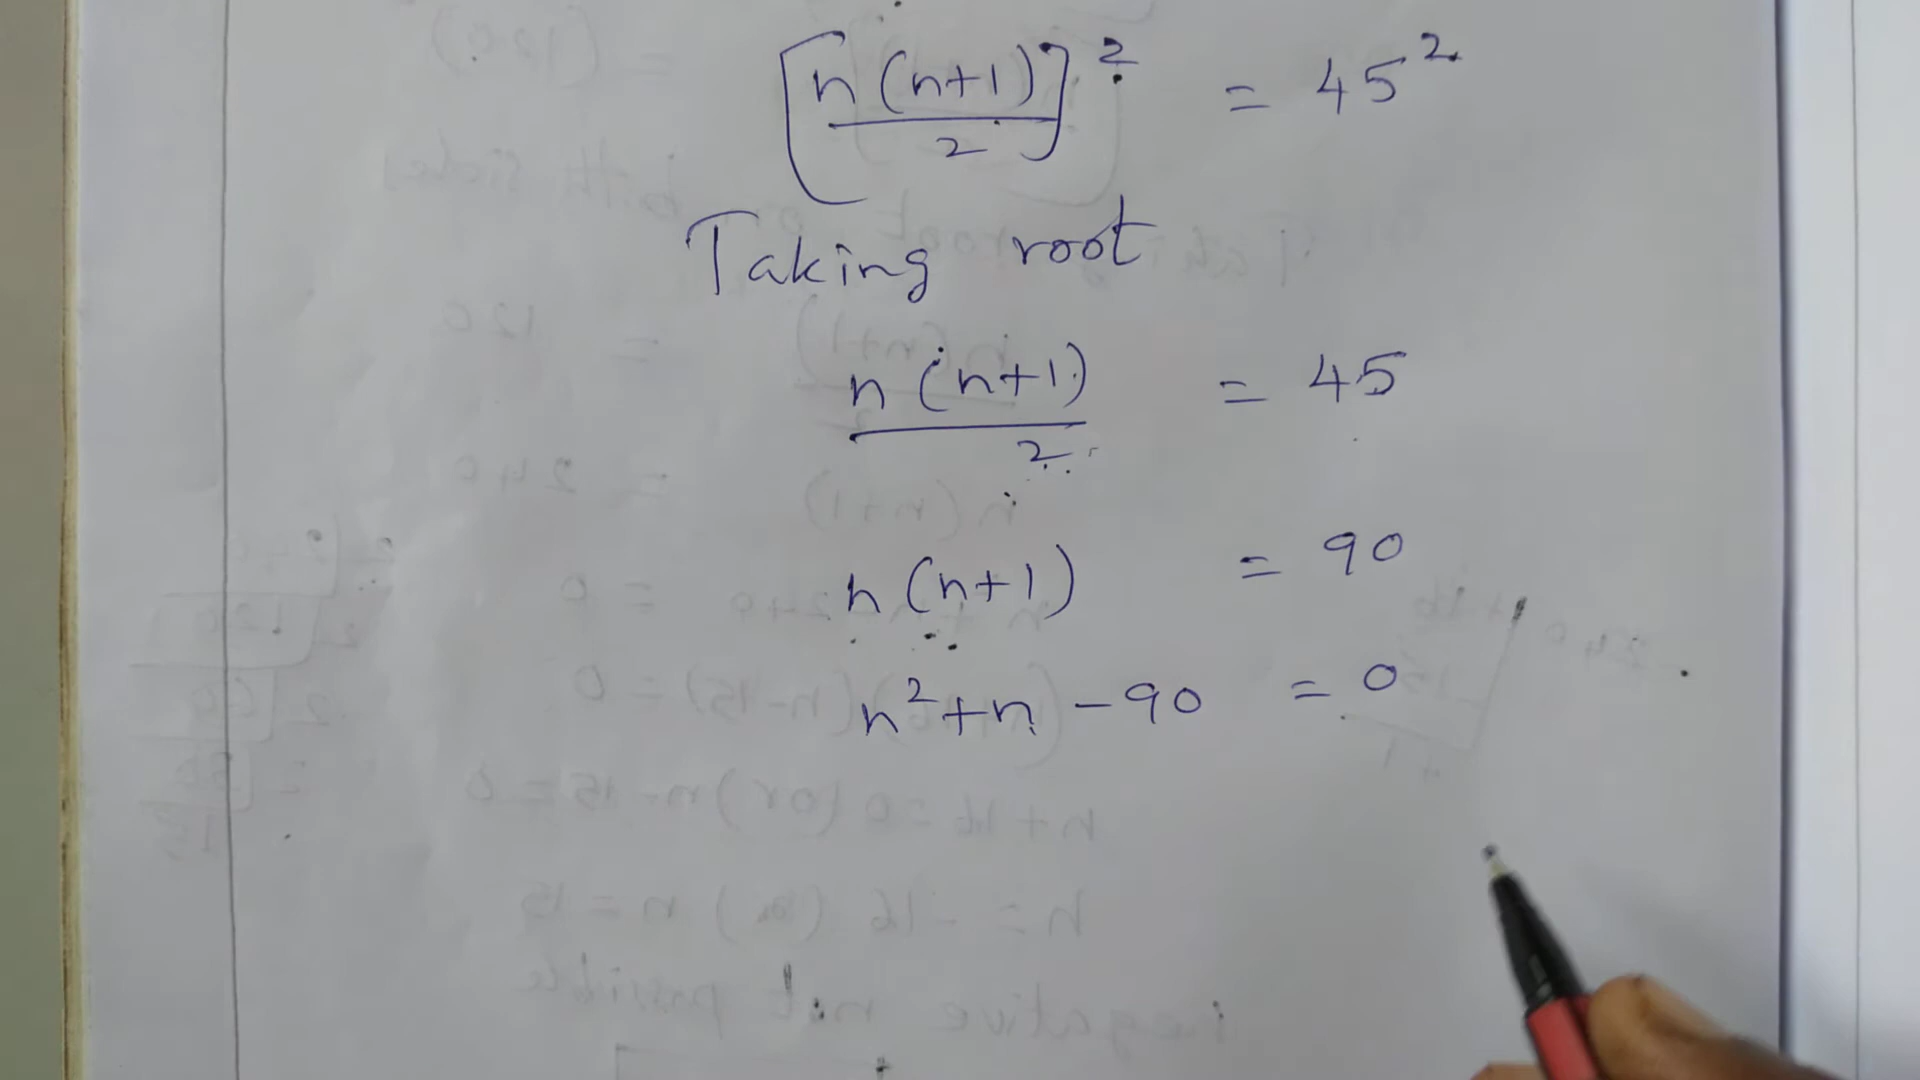 [n(n+1)/2]² = 45²
Taking root
n(n+1)/2 = 45
n(n+1) = 90
n²+n-90 = 0